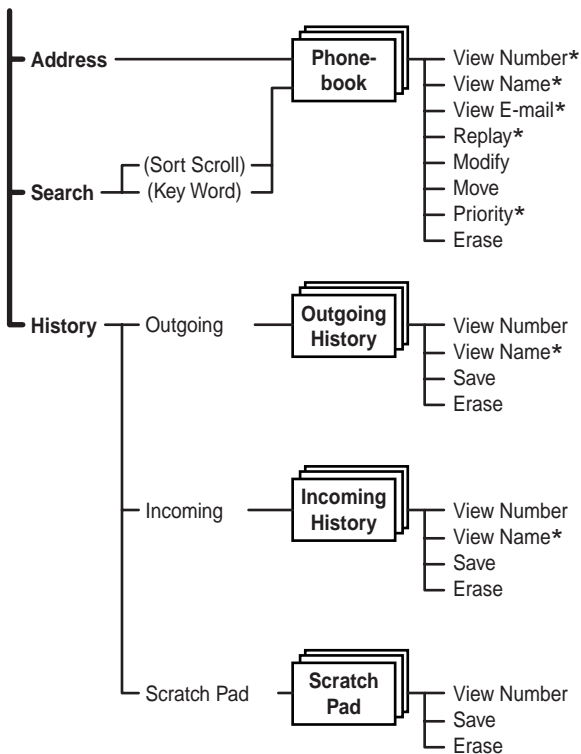 Address
Phone-
book
View Number*
View Name*
View E-mail*
Replay*
Modify
Move
Priority*
Erase
Search
(Sort Scroll)
(Key Word)
History
Outgoing
Outgoing
History
View Number
View Name*
Save
Erase
Incoming
Incoming
History
View Number
View Name*
Save
Erase
Scratch Pad
Scratch
Pad
View Number
Save
Erase